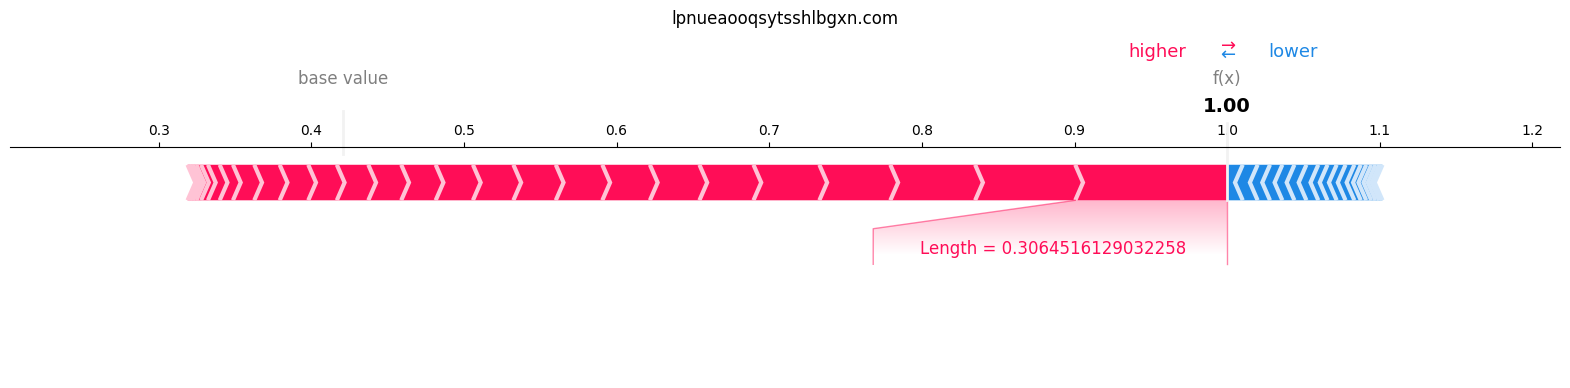 lpnueaooqsytsshlbgxn.com
higher ⇄ lower
base value f(x)
1.00
0.3 0.4 0.5 0.6 0.7 0.8 0.9 1.0 1.1 1.2
Length = 0.3064516129032258